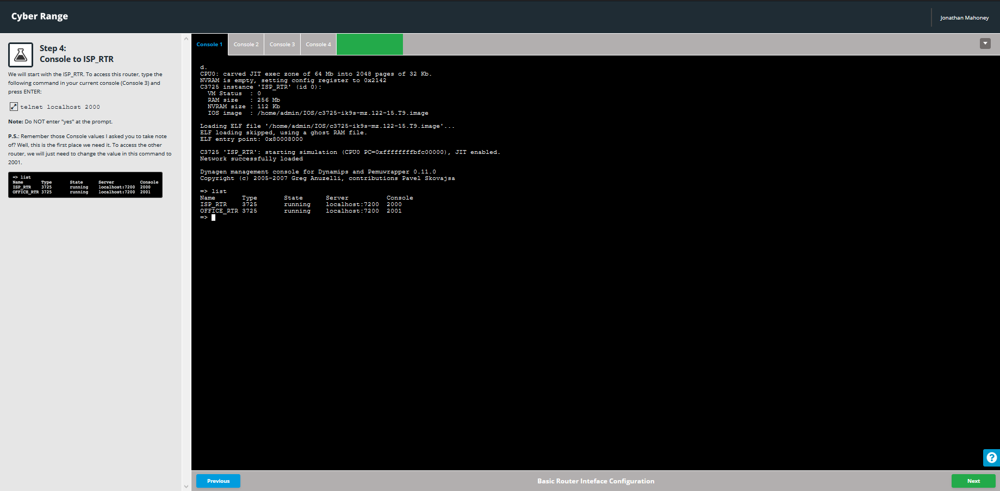 Cyber Range
Jonathan Mahoney
Step 4:
Console to ISP_RTR
We will start with the ISP_RTR. To access this router, type the
following command in your current console (Console 3) and
press ENTER:
telnet localhost 2000
Note: Do NOT enter "yes" at the prompt.
P.S.: Remember those Console values I asked you to take note
of? Well, this is the first place we need it. To access the other
router, we will just need to change the value in this command to
2001.
=> list
Name Type State Server Console
ISP_RTR 3725 running localhost:7200 2000
OFFICE_RTR 3725 running localhost:7200 2001
Console 1 Console 2 Console 3 Console 4
d.
CPU0: carved JIT exec zone of 64 Mb into 2048 pages of 32 Kb.
NVRAM is empty, setting config register to 0x2142
C3725 instance 'ISP_RTR' (id 0):
VM Status : 0
RAM size : 256 Mb
NVRAM size : 112 Kb
IOS image : /home/admin/IOS/c3725-ik9s-mz.122-15.T9.image
Loading ELF file '/home/admin/IOS/c3725-ik9s-mz.122-15.T9.image'...
ELF loading skipped, using a ghost RAM file.
ELF entry point: 0x80008000
C3725 'ISP_RTR': starting simulation (CPU0 PC=0xffffffffbfc00000), JIT enabled.
Network successfully loaded
Dynagen management console for Dynamips and Pemuwrapper 0.11.0
Copyright (c) 2005-2007 Greg Anuzelli, contributions Pavel Skovajsa
=> list
Name Type State Server Console
ISP_RTR 3725 running localhost:7200 2000
OFFICE_RTR 3725 running localhost:7200 2001
=>
?
Previous
Basic Router Inteface Configuration
Next